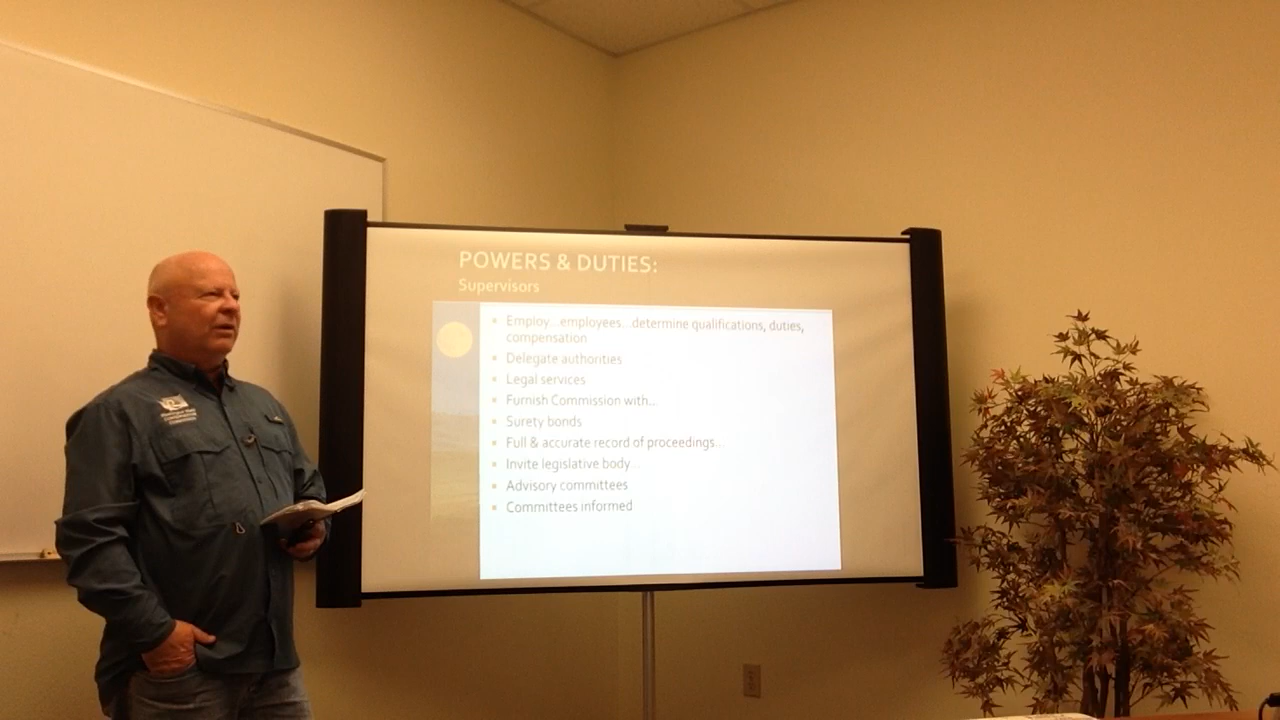 POWERS & DUTIES:
Supervisors
Employ...employees...determine qualifications, duties,
compensation
Delegate authorities
Legal services
Furnish Commission with...
Surety bonds
Full & accurate record of proceedings...
Invite legislative body...
Advisory committees
Committees informed